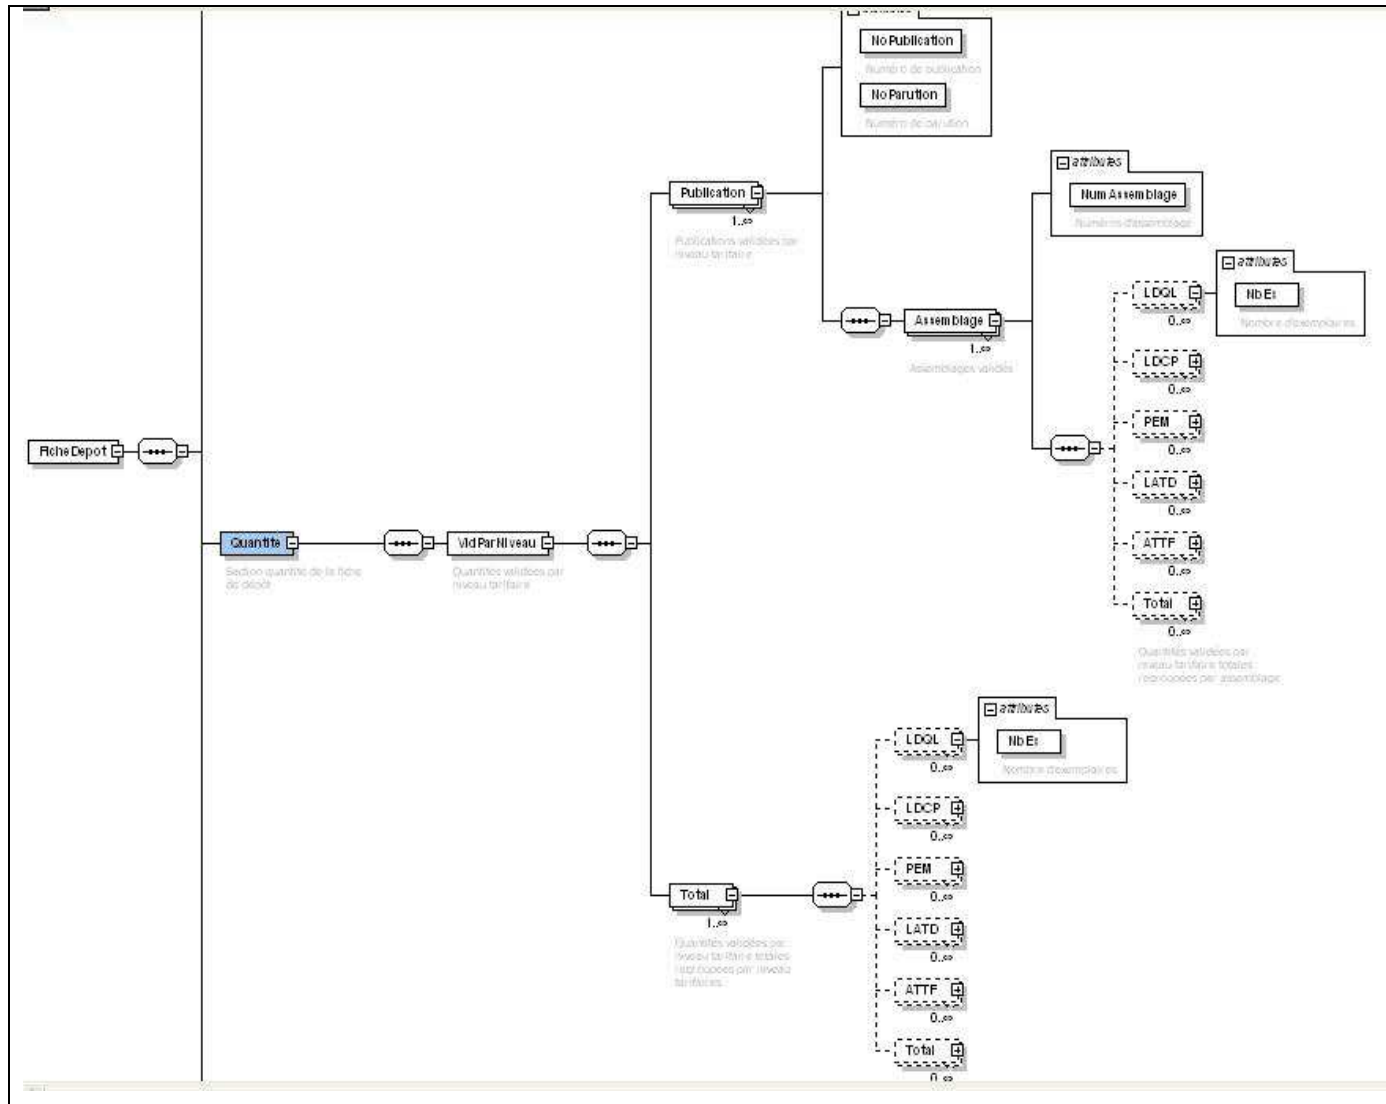 attributes
NoPublication
Numéro de publication
NoParution
Numéro de parution
Publication
1..∞
Publications validées par
niveau tarifaire
attributes
NumAssemblage
Numéros d'assemblage
Assemblage
1..∞
Assemblages validés
attributes
NbEx
Nombre d'exemplaires
LDQL
0..∞
LDCP
0..∞
PEM
0..∞
LATD
0..∞
ATTF
0..∞
Total
0..∞
Quantités validées par
niveau tarifaire totales
regroupées par assemblage
FicheDepot
Quantite
Section quantité de la fiche
de dépôt
VldParNiveau
Quantités validées par
niveau tarifaire
Total
1..∞
Quantités validées par
niveau tarifaire totales
regroupées par niveau
tarifaires.
attributes
NbEx
Nombre d'exemplaires
LDQL
0..∞
LDCP
0..∞
PEM
0..∞
LATD
0..∞
ATTF
0..∞
Total
0..∞